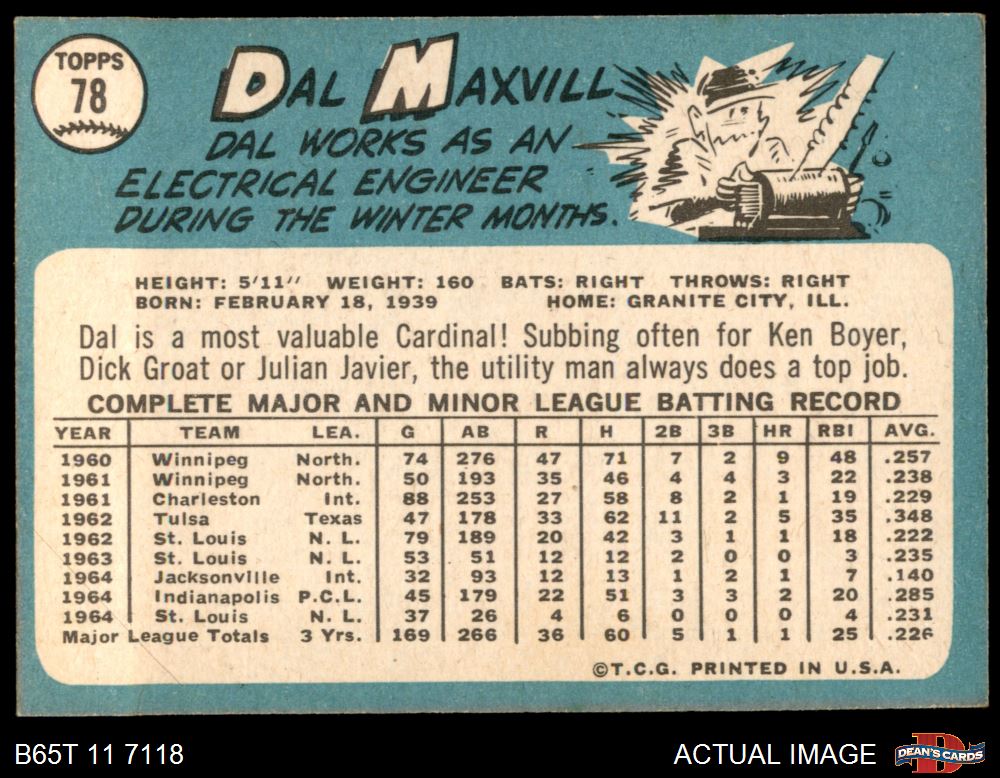 TOPPS
78
DAL MAXVILL
DAL WORKS AS AN
ELECTRICAL ENGINEER
DURING THE WINTER MONTHS.
HEIGHT: 5'11" WEIGHT: 160 BATS: RIGHT THROWS: RIGHT
BORN: FEBRUARY 18, 1939 HOME: GRANITE CITY, ILL.
Dal is a most valuable Cardinal! Subbing often for Ken Boyer,
Dick Groat or Julian Javier, the utility man always does a top job.
COMPLETE MAJOR AND MINOR LEAGUE BATTING RECORD
YEAR TEAM LEA. G AB R H 2B 3B HR RBI AVG.
1960 Winnipeg North. 74 276 47 71 7 2 9 48 .257
1961 Winnipeg North. 50 193 35 46 4 4 3 22 .238
1961 Charleston Int. 88 253 27 58 8 2 1 19 .229
1962 Tulsa Texas 47 178 33 62 11 2 5 35 .348
1962 St. Louis N. L. 79 189 20 42 3 1 1 18 .222
1963 St. Louis N. L. 53 51 12 12 2 0 0 3 .235
1964 Jacksonville Int. 32 93 12 13 1 2 1 7 .140
1964 Indianapolis P.C.L. 45 179 22 51 3 3 2 20 .285
1964 St. Louis N. L. 37 26 4 6 0 0 0 4 .231
Major League Totals 3 Yrs. 169 266 36 60 5 1 1 25 .226
©T.C.G. PRINTED IN U.S.A.
B65T 11 7118
ACTUAL IMAGE
DEAN'S CARDS